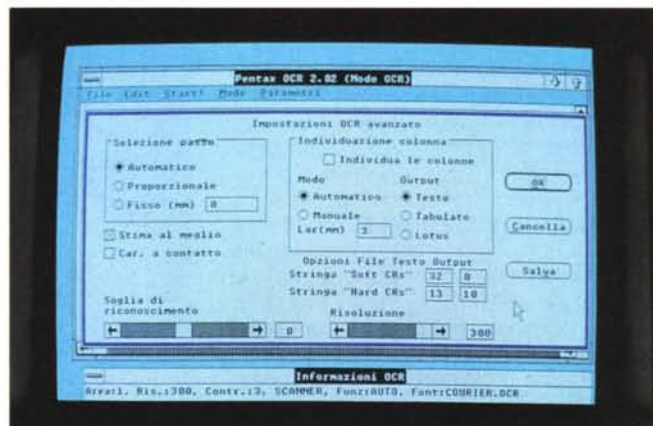 Pentax OCR 2.02 (Modo OCR)
File Edit Start! Modo Parametri
Impostazioni OCR avanzato
Selezione passo
Automatico
Proporzionale
Fisso (mm) 0
Stima al meglio
Car. a contatto
Individuazione colonna
Individua le colonne
Modo Output
Automatico Testo
Manuale Tabulato
Lar(mm) 3 Lotus
OK
Cancella
Salva
Opzioni File Testo Output
Stringa "Soft CRs" 32 0
Stringa "Hard CRs" 13 10
Soglia di
riconoscimento
0
Risoluzione
300
Informazioni OCR
Area:1, Ris.:300, Contr.:3, SCANNER, Funz:AUTO, Font:COURIER.OCR